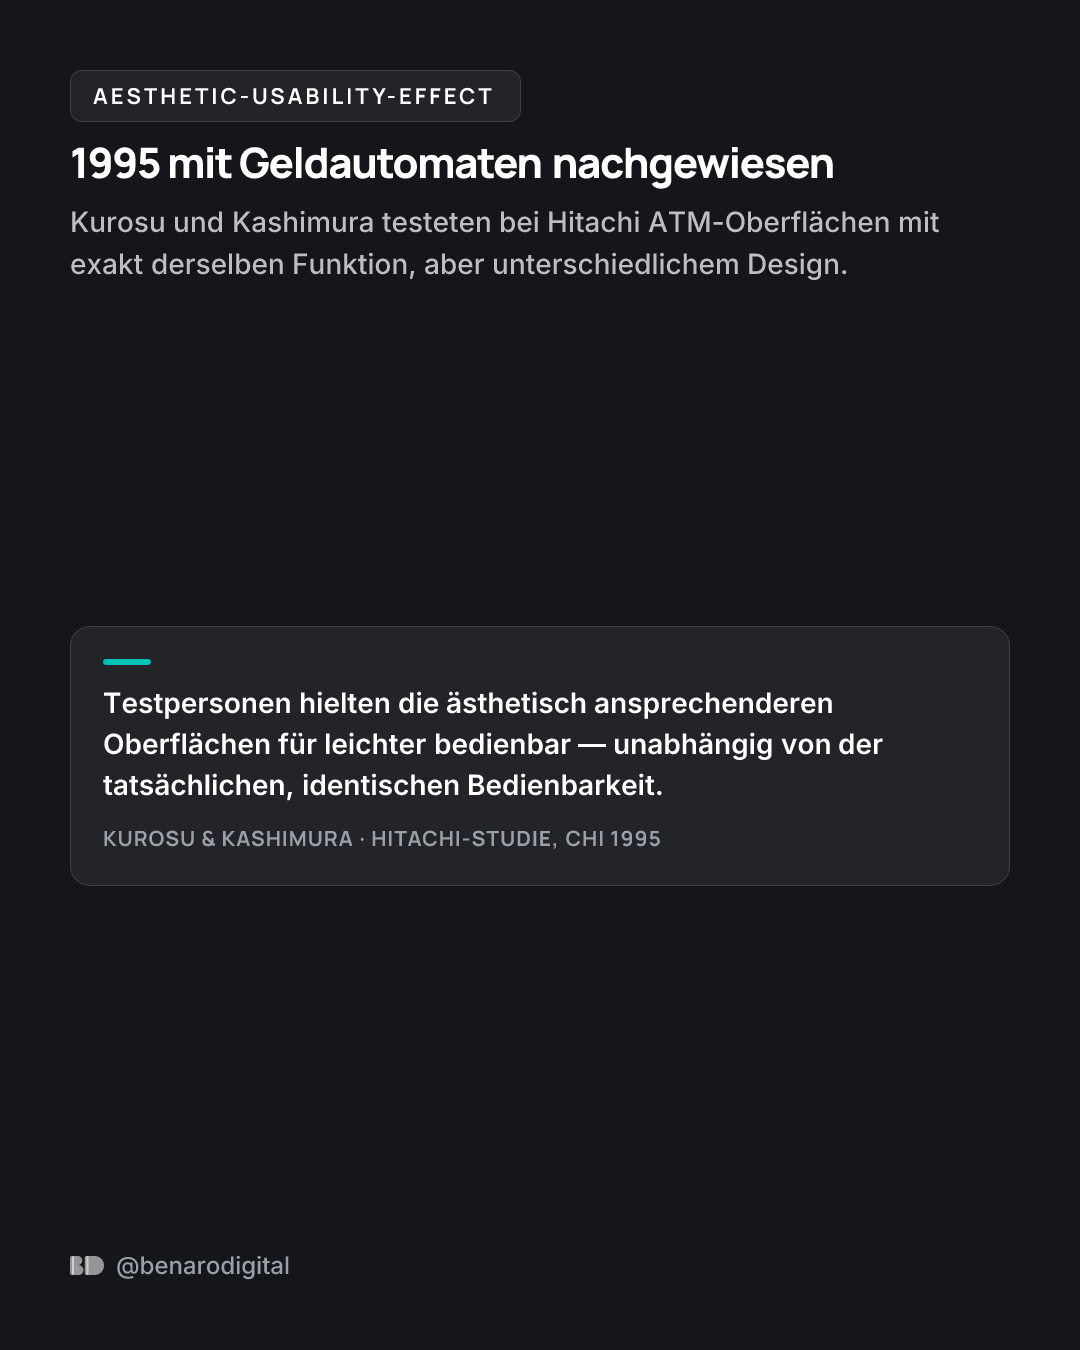 AESTHETIC-USABILITY-EFFECT
1995 mit Geldautomaten nachgewiesen
Kurosu und Kashimura testeten bei Hitachi ATM-Oberflächen mit
exakt derselben Funktion, aber unterschiedlichem Design.
Testpersonen hielten die ästhetisch ansprechenderen
Oberflächen für leichter bedienbar — unabhängig von der
tatsächlichen, identischen Bedienbarkeit.
KUROSU & KASHIMURA · HITACHI-STUDIE, CHI 1995
BD @benarodigital